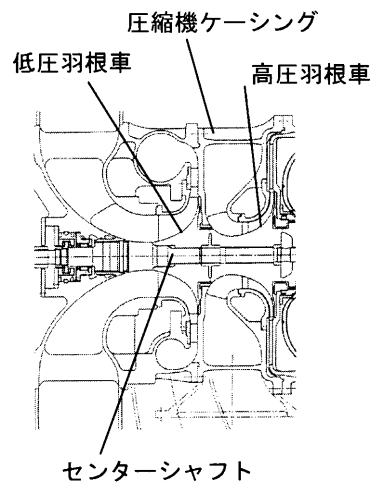 圧縮機ケーシング
低圧羽根車
高圧羽根車
センターシャフト